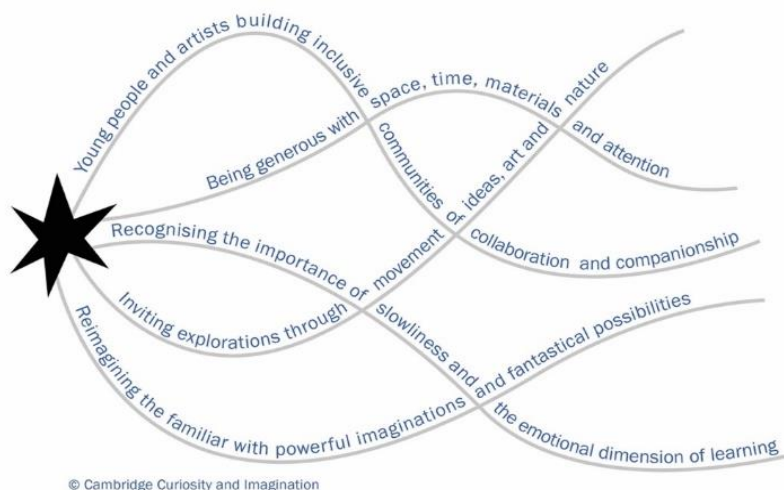 Young people and artists building inclusive communities of collaboration and companionship
Being generous with space, time, materials and attention
Recognising the importance of slowliness and the emotional dimension of learning
Inviting explorations through movement of ideas, art and nature
Reimagining the familiar with powerful imaginations and fantastical possibilities
© Cambridge Curiosity and Imagination